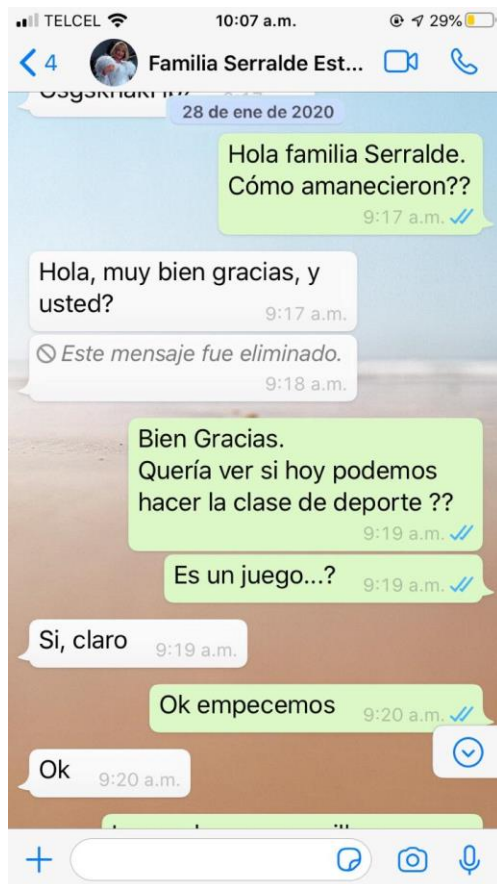 TELCEL 10:07 a.m. 29%
4 Familia Serralde Est...
28 de ene de 2020
Hola familia Serralde.
Cómo amanecieron??
9:17 a.m.
Hola, muy bien gracias, y
usted?
9:17 a.m.
Este mensaje fue eliminado.
9:18 a.m.
Bien Gracias.
Quería ver si hoy podemos
hacer la clase de deporte ??
9:19 a.m.
Es un juego...? 9:19 a.m.
Si, claro 9:19 a.m.
Ok empecemos 9:20 a.m.
Ok 9:20 a.m.